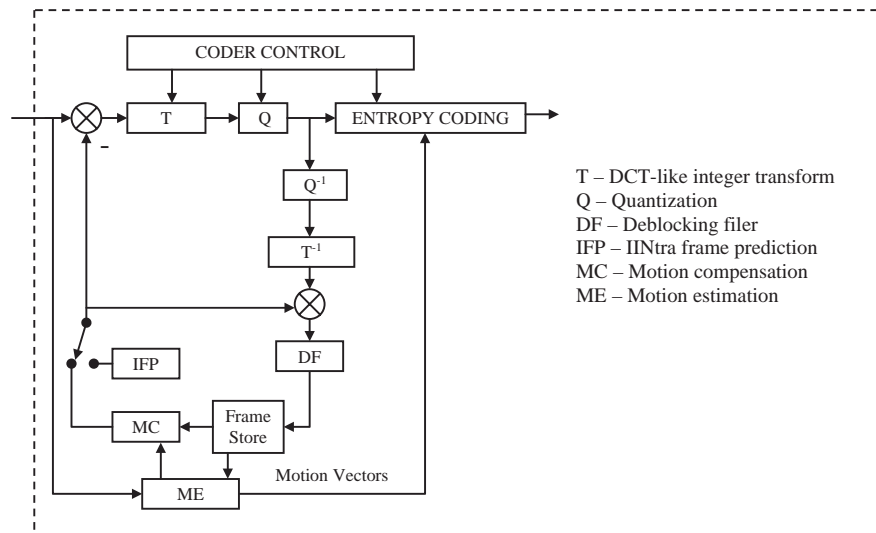 CODER CONTROL
T
Q
ENTROPY CODING
–
Q-1
T-1
DF
IFP
MC
Frame
Store
ME
Motion Vectors
T – DCT-like integer transform
Q – Quantization
DF – Deblocking filer
IFP – IINtra frame prediction
MC – Motion compensation
ME – Motion estimation